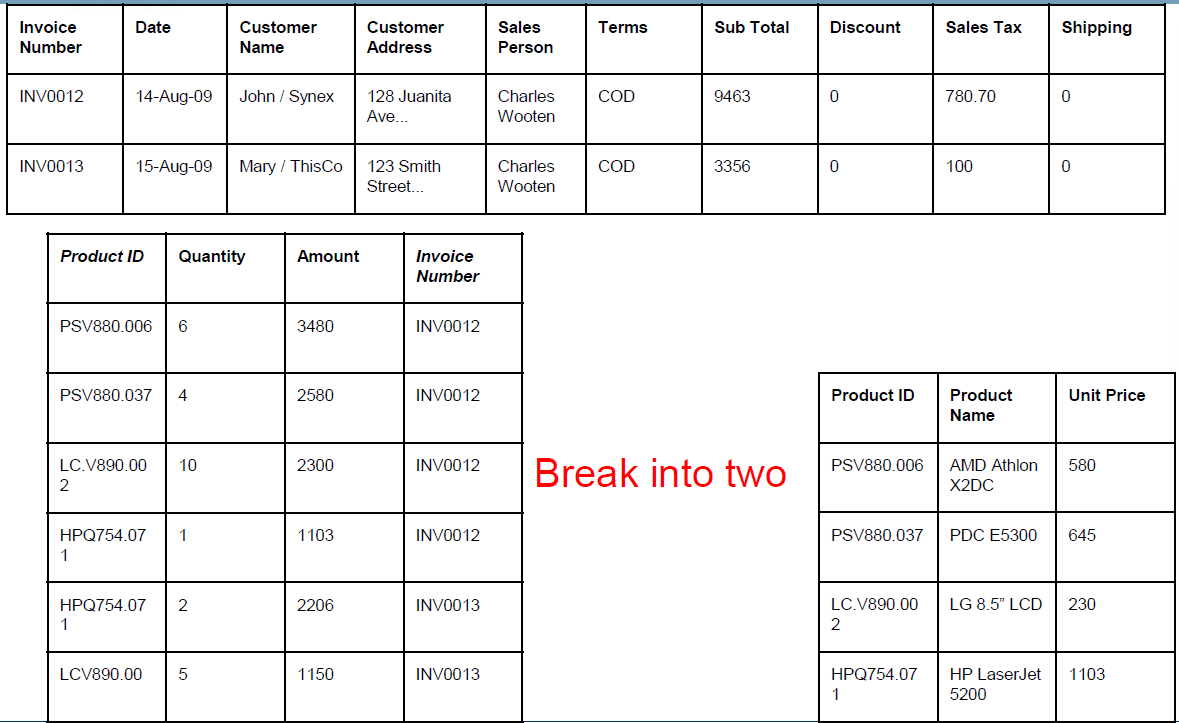 Invoice Number | Date | Customer Name | Customer Address | Sales Person | Terms | Sub Total | Discount | Sales Tax | Shipping
INV0012 | 14-Aug-09 | John / Synex | 128 Juanita Ave... | Charles Wooten | COD | 9463 | 0 | 780.70 | 0
INV0013 | 15-Aug-09 | Mary / ThisCo | 123 Smith Street... | Charles Wooten | COD | 3356 | 0 | 100 | 0
Product ID | Quantity | Amount | Invoice Number
PSV880.006 | 6 | 3480 | INV0012
PSV880.037 | 4 | 2580 | INV0012
LC.V890.002 | 10 | 2300 | INV0012
HPQ754.071 | 1 | 1103 | INV0012
HPQ754.071 | 2 | 2206 | INV0013
LCV890.00 | 5 | 1150 | INV0013
Break into two
Product ID | Product Name | Unit Price
PSV880.006 | AMD Athlon X2DC | 580
PSV880.037 | PDC E5300 | 645
LC.V890.002 | LG 8.5” LCD | 230
HPQ754.071 | HP LaserJet 5200 | 1103